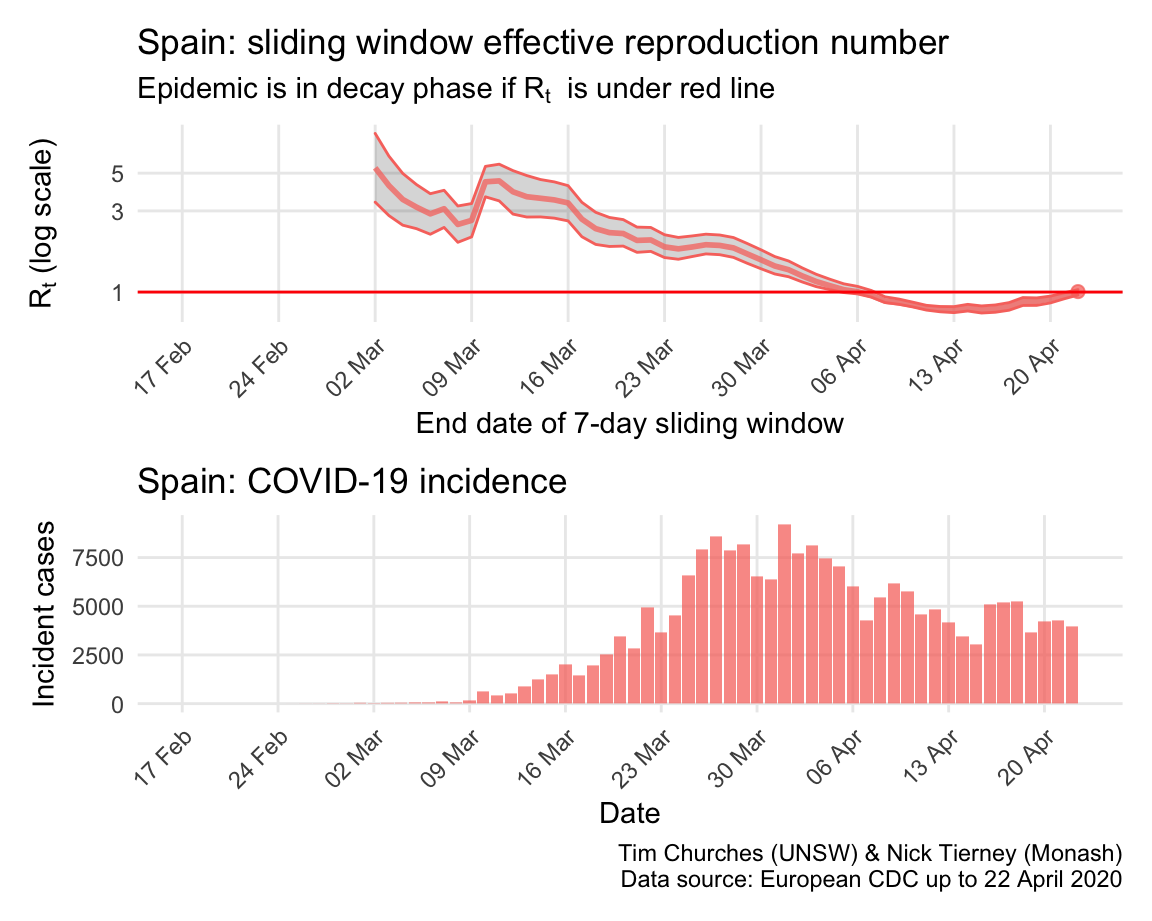 Spain: sliding window effective reproduction number
Epidemic is in decay phase if Rt is under red line
Rt (log scale)
5
3
1
17 Feb
24 Feb
02 Mar
09 Mar
16 Mar
23 Mar
30 Mar
06 Apr
13 Apr
20 Apr
End date of 7-day sliding window
Spain: COVID-19 incidence
Incident cases
7500
5000
2500
0
17 Feb
24 Feb
02 Mar
09 Mar
16 Mar
23 Mar
30 Mar
06 Apr
13 Apr
20 Apr
Date
Tim Churches (UNSW) & Nick Tierney (Monash)
Data source: European CDC up to 22 April 2020